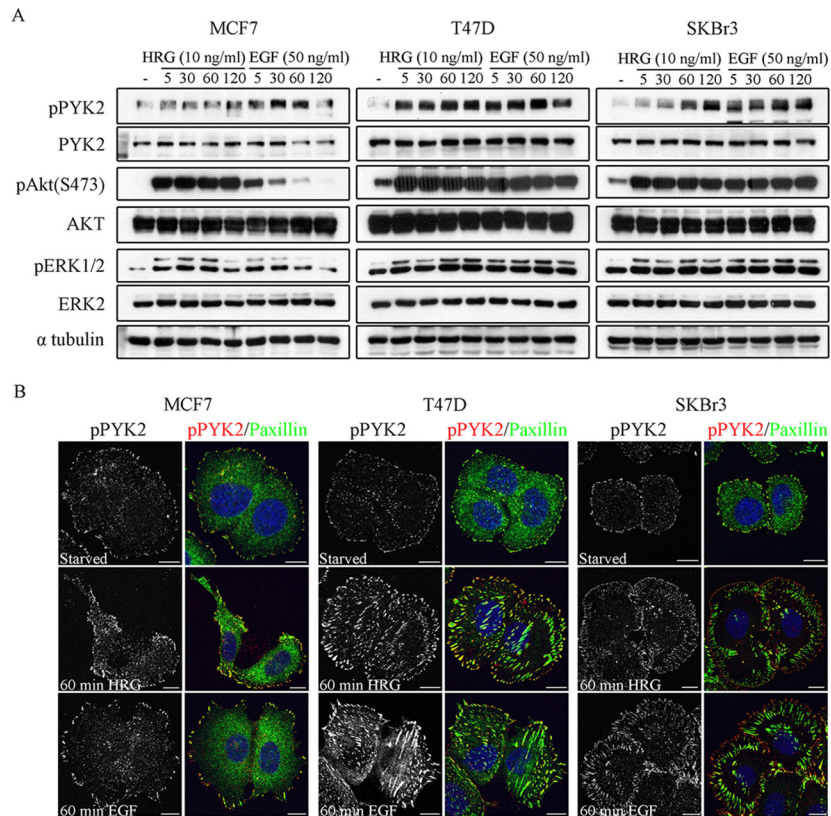 A
MCF7 T47D SKBr3
HRG (10 ng/ml) EGF (50 ng/ml) HRG (10 ng/ml) EGF (50 ng/ml) HRG (10 ng/ml) EGF (50 ng/ml)
- 5 30 60 120 5 30 60 120 - 5 30 60 120 5 30 60 120 - 5 30 60 120 5 30 60 120
pPYK2
PYK2
pAkt(S473)
AKT
pERK1/2
ERK2
α tubulin
B
MCF7 T47D SKBr3
pPYK2 pPYK2/Paxillin pPYK2 pPYK2/Paxillin pPYK2 pPYK2/Paxillin
Starved Starved Starved
60 min HRG 60 min HRG 60 min HRG
60 min EGF 60 min EGF 60 min EGF